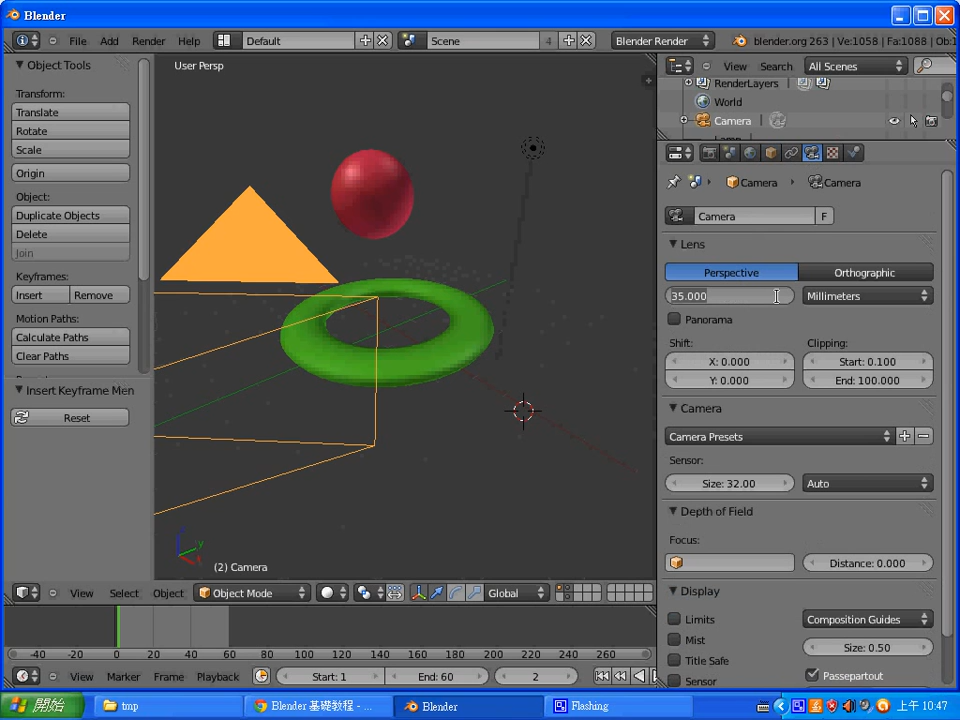 Blender
File Add Render Help Default Scene 4 Blender Render blender.org 263 | Ve:1058 | Fa:1088 | Ob:1
Object Tools
Transform:
Translate
Rotate
Scale
Origin
Object:
Duplicate Objects
Delete
Join
Keyframes:
Insert Remove
Motion Paths:
Calculate Paths
Clear Paths
Insert Keyframe Men
Reset
User Persp
(2) Camera
View Select Object Object Mode Global
-40 -20 0 20 40 60 80 100 120 140 160 180 200 220 240 260
View Marker Frame Playback Start: 1 End: 60 2
View Search All Scenes
RenderLayers
World
Camera
Camera Camera
Camera F
Lens
Perspective Orthographic
35.000 Millimeters
Panorama
Shift: Clipping:
X: 0.000 Start: 0.100
Y: 0.000 End: 100.000
Camera
Camera Presets
Sensor:
Size: 32.00 Auto
Depth of Field
Focus:
Distance: 0.000
Display
Limits Composition Guides
Mist Size: 0.50
Title Safe Passepartout
Sensor
開始 tmp Blender 基礎教程 - ... Blender Flashing 上午 10:47